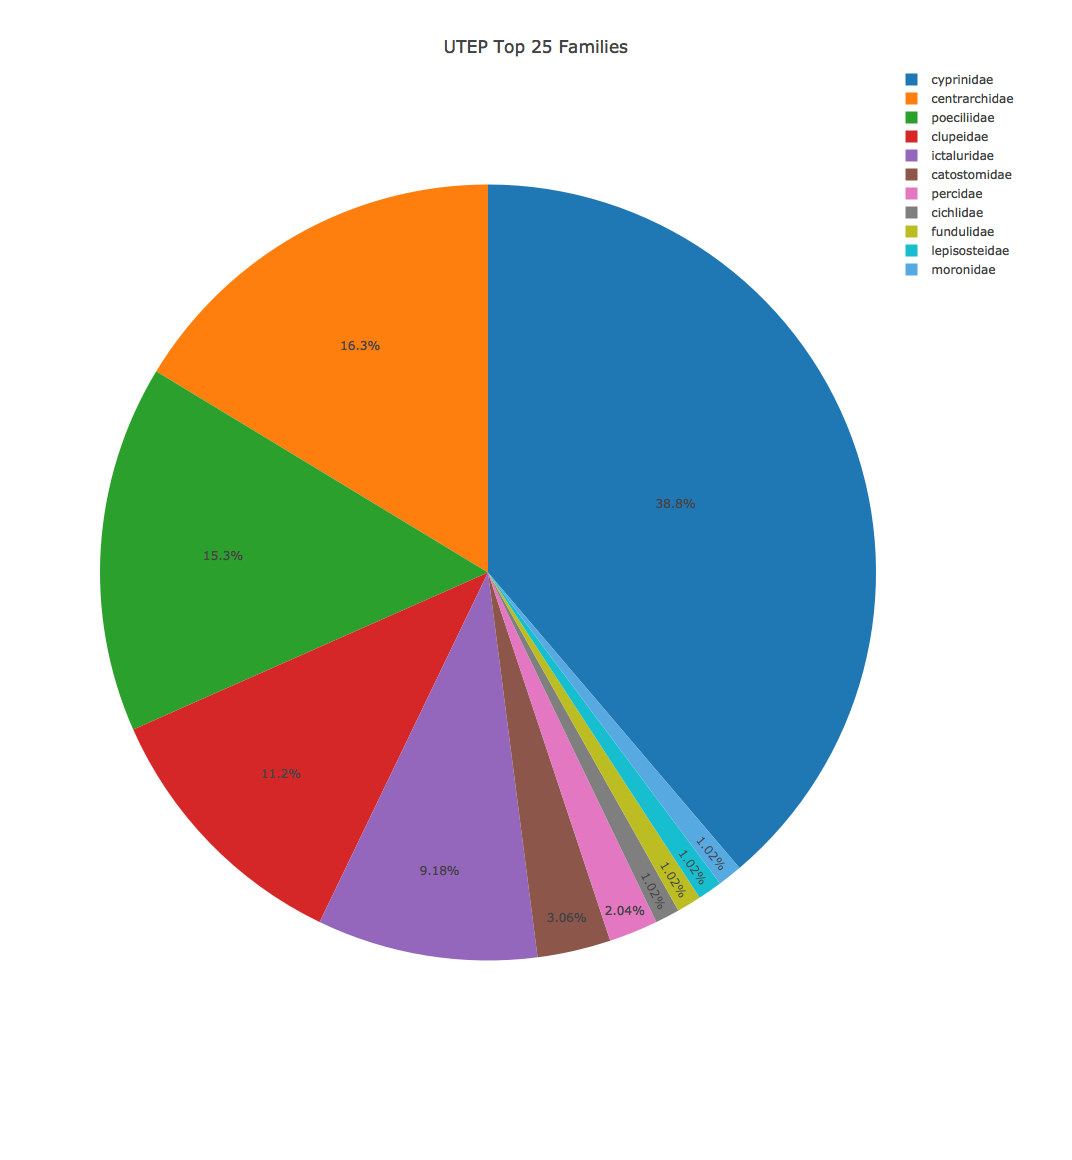 UTEP Top 25 Families
cyprinidae
centrarchidae
poeciliidae
clupeidae
ictaluridae
catostomidae
percidae
cichlidae
fundulidae
lepisosteidae
moronidae
16.3%
38.8%
15.3%
11.2%
9.18%
3.06%
2.04%
1.02%
1.02%
1.02%
1.02%